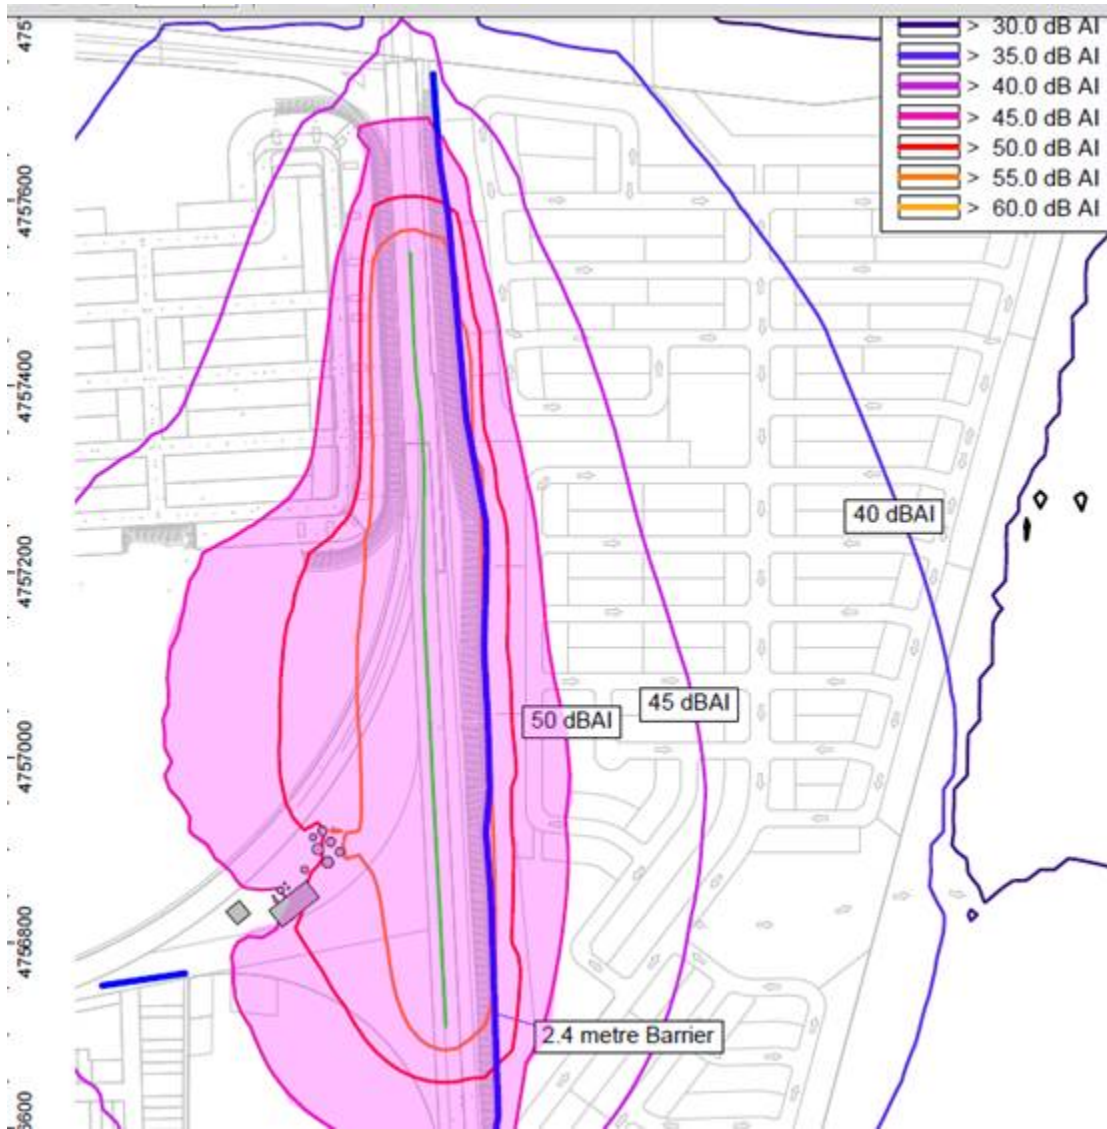 > 30.0 dB AI
> 35.0 dB AI
> 40.0 dB AI
> 45.0 dB AI
> 50.0 dB AI
> 55.0 dB AI
> 60.0 dB AI
4757600
4757400
40 dBAI
4757200
45 dBAI
50 dBAI
4757000
4756800
2.4 metre Barrier